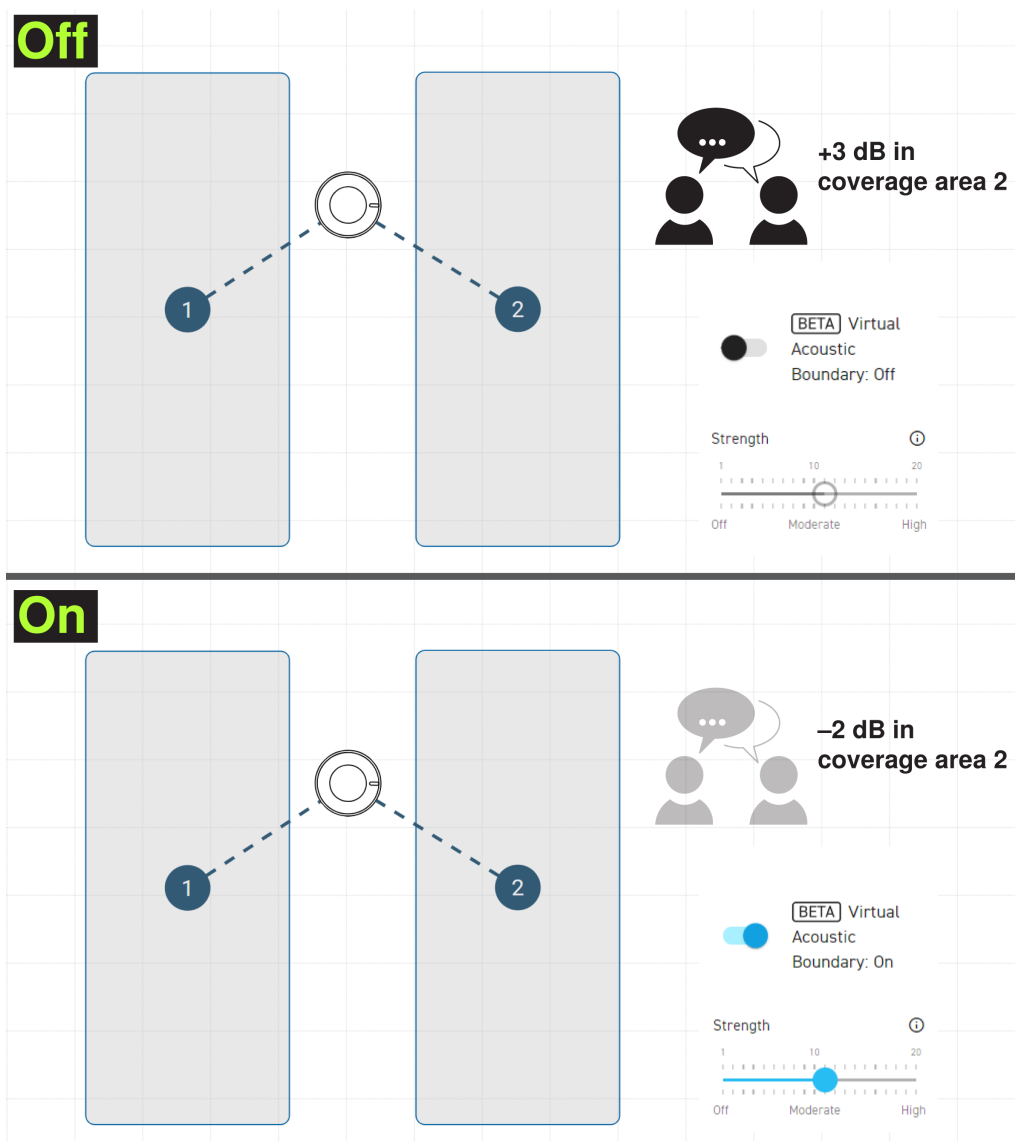 Off
+3 dB in
coverage area 2
1
2
BETA Virtual
Acoustic
Boundary: Off
Strength
1 10 20
Off Moderate High
On
–2 dB in
coverage area 2
1
2
BETA Virtual
Acoustic
Boundary: On
Strength
1 10 20
Off Moderate High